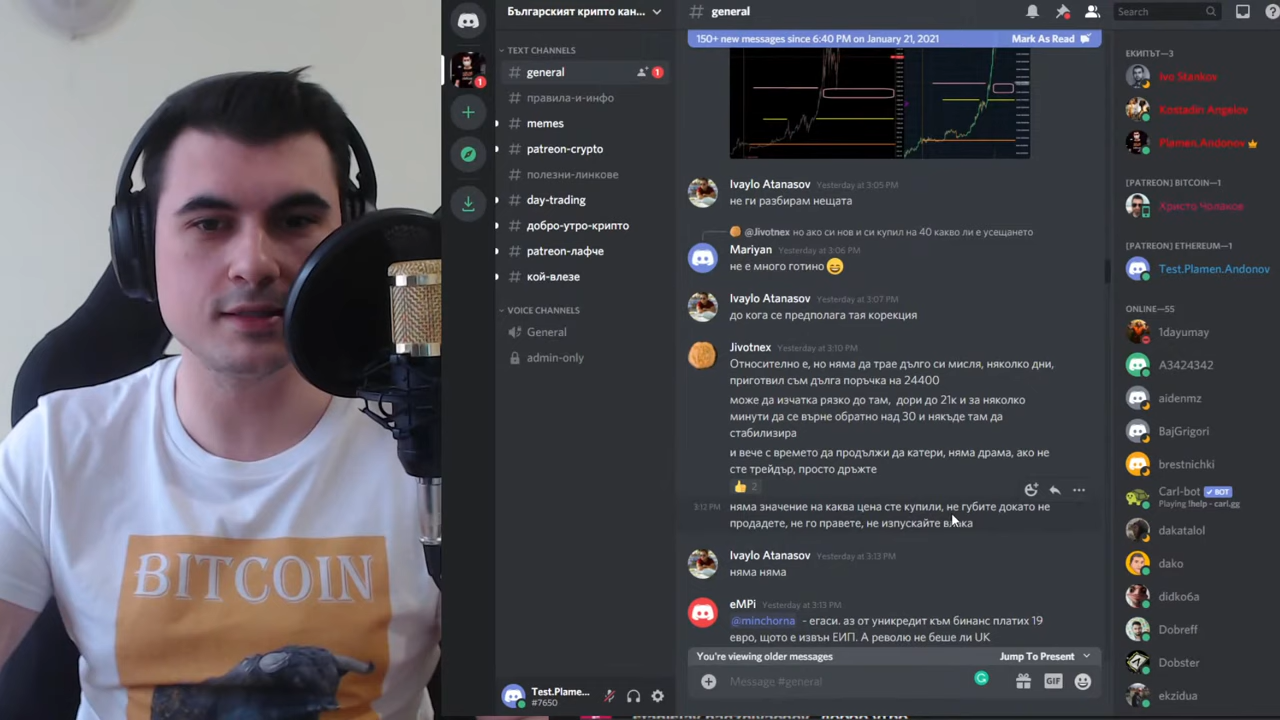 BITCOIN
Българският крипто кан...
TEXT CHANNELS
general
1
правила-и-инфо
memes
patreon-crypto
полезни-линкове
day-trading
добро-утро-крипто
patreon-лафче
кой-влезе
VOICE CHANNELS
General
admin-only
Test.Plame...
#7650
1
general
Search
150+ new messages since 6:40 PM on January 21, 2021
Mark As Read
Ivaylo Atanasov Yesterday at 3:05 PM
не ги разбирам нещата
@Jivotnex но ако си нов и си купил на 40 какво ли е усещането
Mariyan Yesterday at 3:06 PM
не е много готино
Ivaylo Atanasov Yesterday at 3:07 PM
до кога се предполага тая корекция
Jivotnex Yesterday at 3:10 PM
Относително е, но няма да трае дълго си мисля, няколко дни,
приготвил съм дълга поръчка на 24400
може да изчатка рязко до там, дори до 21к и за няколко
минути да се върне обратно над 30 и някъде там да
стабилизира
и вече с времето да продължи да катери, няма драма, ако не
сте трейдър, просто дръжте
2
3:12 PM няма значение на каква цена сте купили, не губите докато не
продадете, не го правете, не изпускайте влака
Ivaylo Atanasov Yesterday at 3:13 PM
няма няма
eMPi Yesterday at 3:13 PM
@minchorna - егаси. аз от уникредит към бинанс платих 19
евро, щото е извън ЕИП. А револю не беше ли UK
You're viewing older messages
Jump To Present
Message #general
GIF
ЕКИПЪТ—3
Ivo Stankov
Kostadin Angelov
Plamen.Andonov
[PATREON] BITCOIN—1
Христо Чолаков
[PATREON] ETHEREUM—1
Test.Plamen.Andonov
ONLINE—55
1dayumay
A3424342
aidenmz
BajGrigori
brestnichki
Carl-bot BOT
Playing !help - carl.gg
dakatalol
dako
didko6a
Dobreff
Dobster
ekzidua